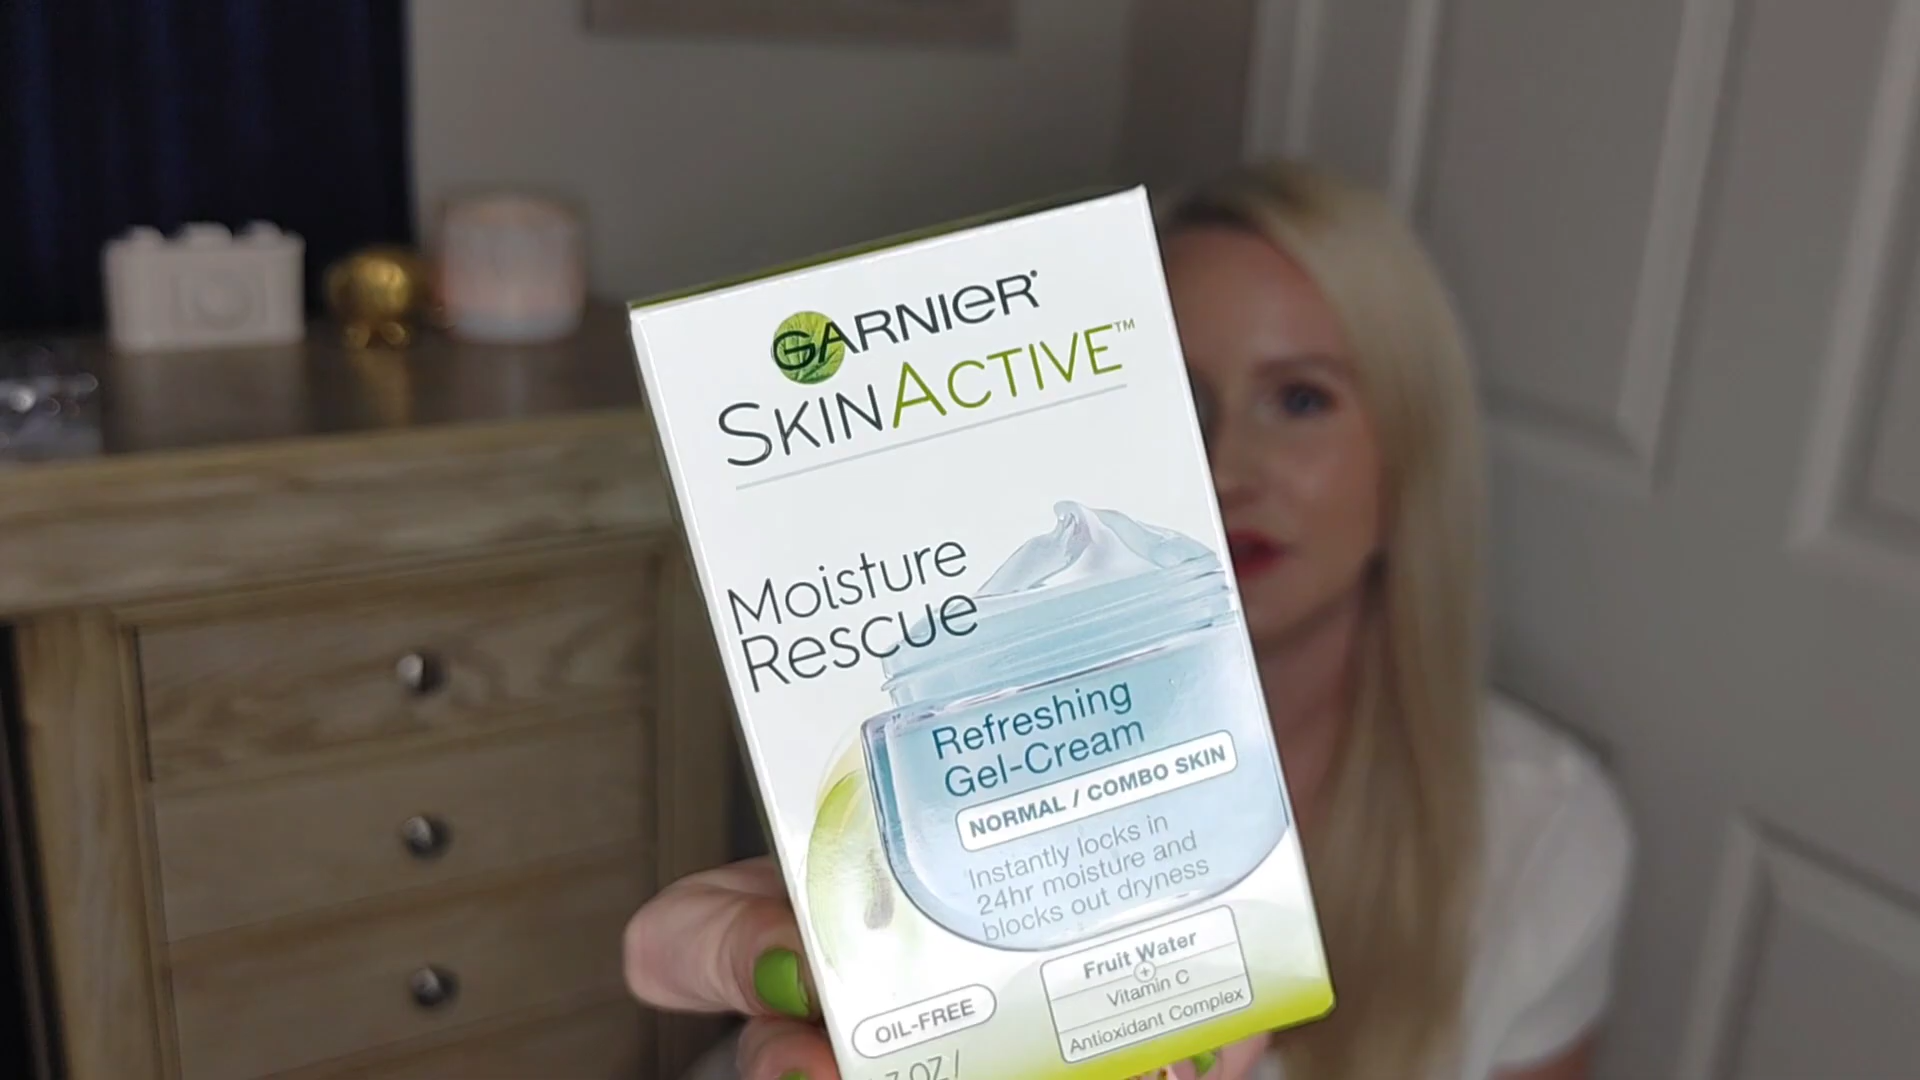 GARNIER
SKINACTIVE™
Moisture
Rescue
Refreshing
Gel-Cream
NORMAL / COMBO SKIN
Instantly locks in
24hr moisture and
blocks out dryness
Fruit Water
+
Vitamin C
Antioxidant Complex
OIL-FREE
OZ /